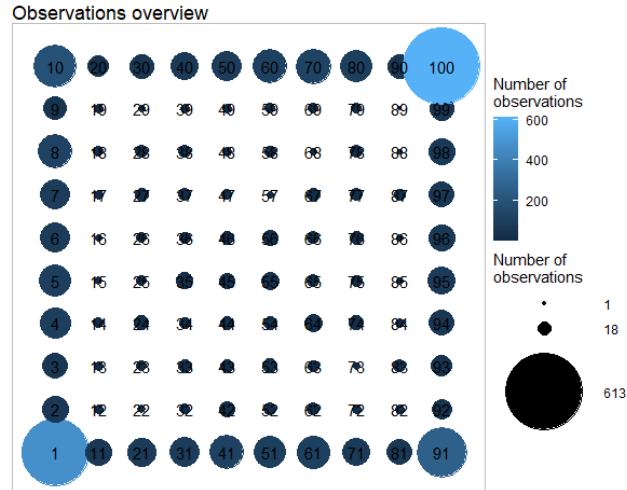 Observations overview
10 20 30 40 50 60 70 80 90 100
9 19 29 39 49 59 69 79 89 99
8 18 28 38 48 58 68 78 88 98
7 17 27 37 47 57 67 77 87 97
6 16 26 36 46 56 66 76 86 96
5 15 25 35 45 55 65 75 85 95
4 14 24 34 44 54 64 74 84 94
3 13 23 33 43 53 63 73 83 93
2 12 22 32 42 52 62 72 82 92
1 11 21 31 41 51 61 71 81 91
Number of
observations
600
400
200
Number of
observations
1
18
613